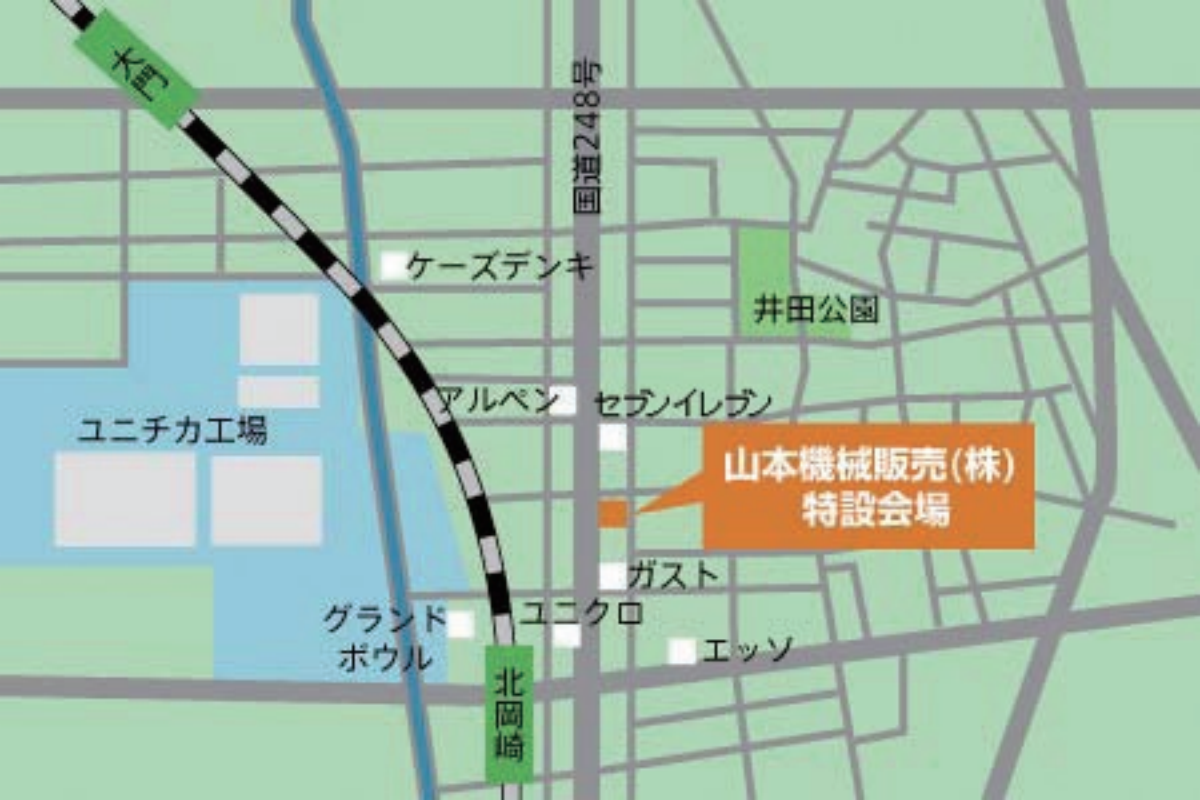 大門
国道248号
ケーズデンキ
井田公園
アルペン
セブンイレブン
ユニチカ工場
山本機械販売(株)
特設会場
ガスト
グランド
ボウル
ユニクロ
エッソ
北岡崎